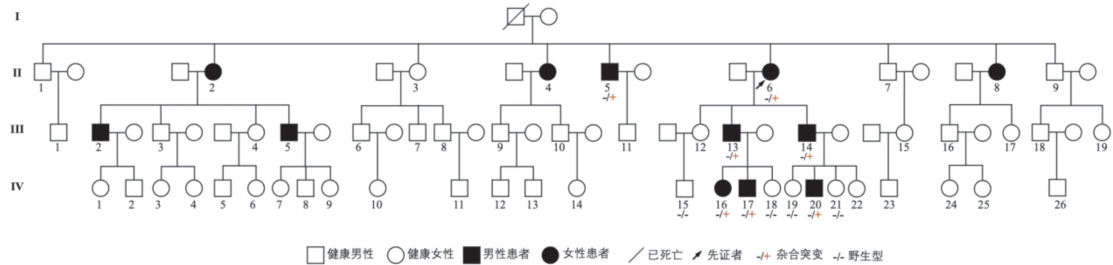 I
II
1 2 3 4 5 6 7 8 9
-/+ -/+
III
1 2 3 4 5 6 7 8 9 10 11 12 13 14 15 16 17 18 19
-/+ -/+
IV
1 2 3 4 5 6 7 8 9 10 11 12 13 14 15 16 17 18 19 20 21 22 23 24 25 26
-/- -/+ -/+ -/- -/- -/+ -/-
健康男性 健康女性 男性患者 女性患者 已死亡 先证者 -/+ 杂合突变 -/- 野生型